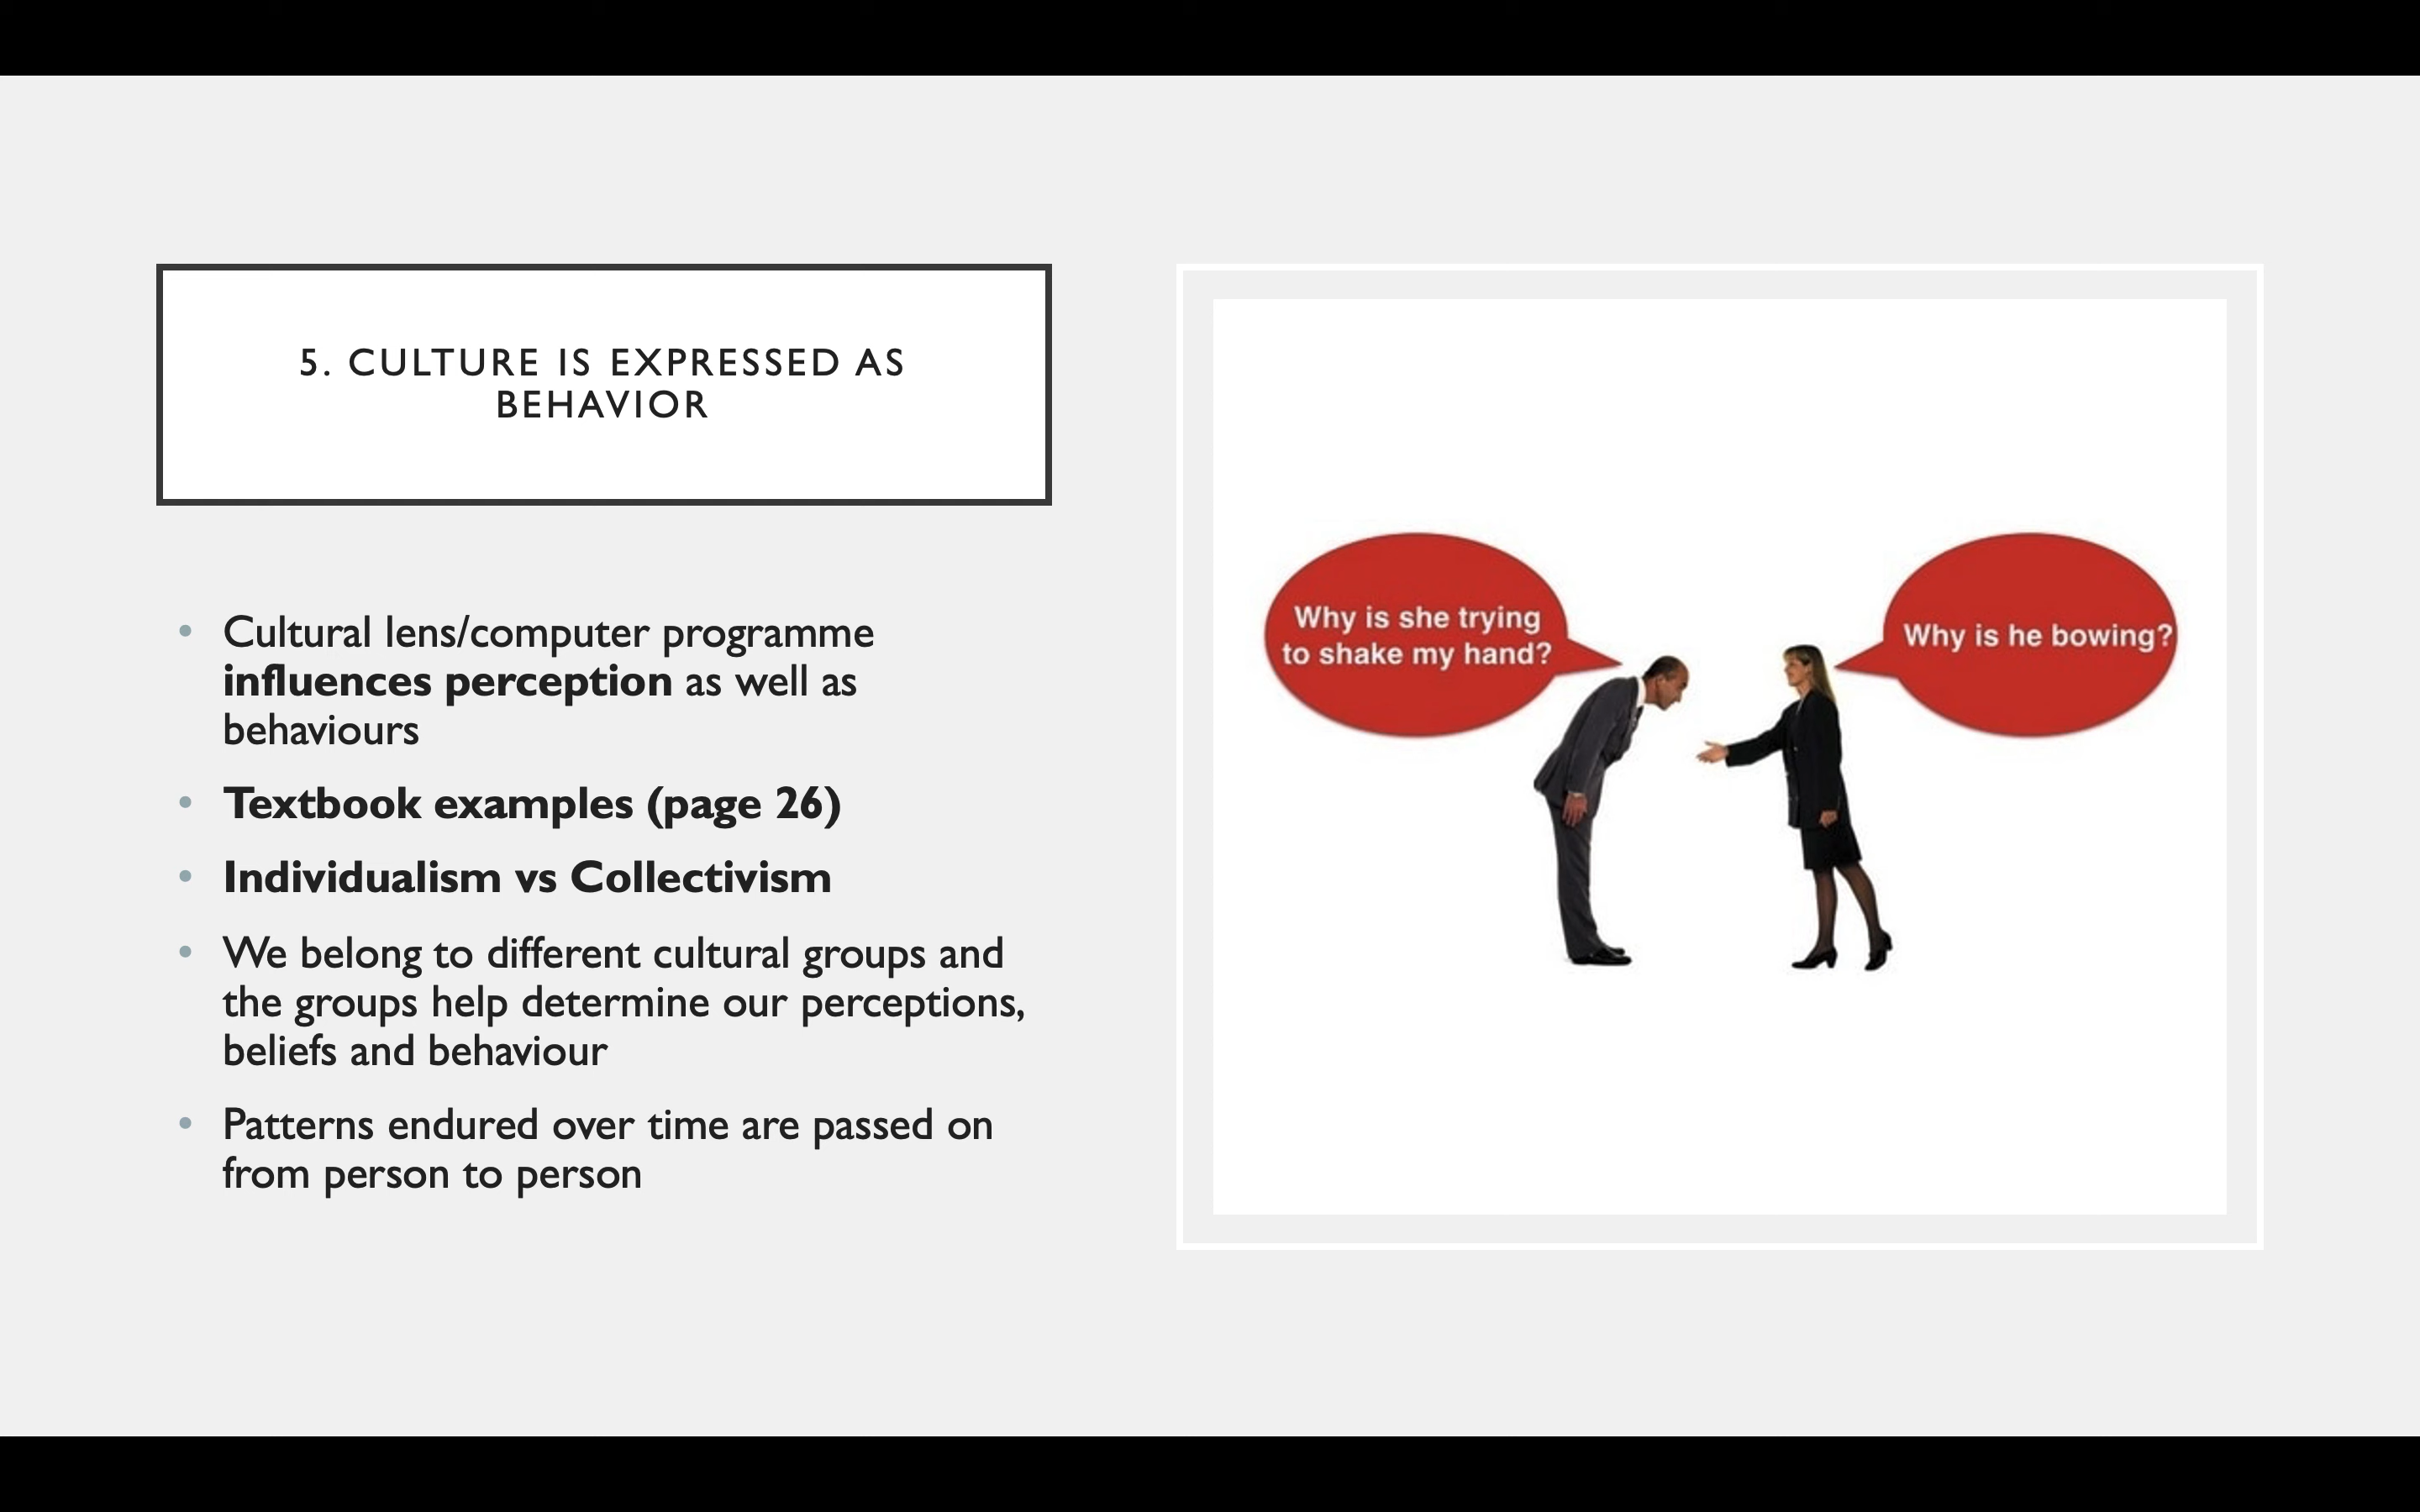 5. CULTURE IS EXPRESSED AS
BEHAVIOR
• Cultural lens/computer programme
influences perception as well as
behaviours
• Textbook examples (page 26)
• Individualism vs Collectivism
• We belong to different cultural groups and
the groups help determine our perceptions,
beliefs and behaviour
• Patterns endured over time are passed on
from person to person
Why is she trying
to shake my hand?
Why is he bowing?